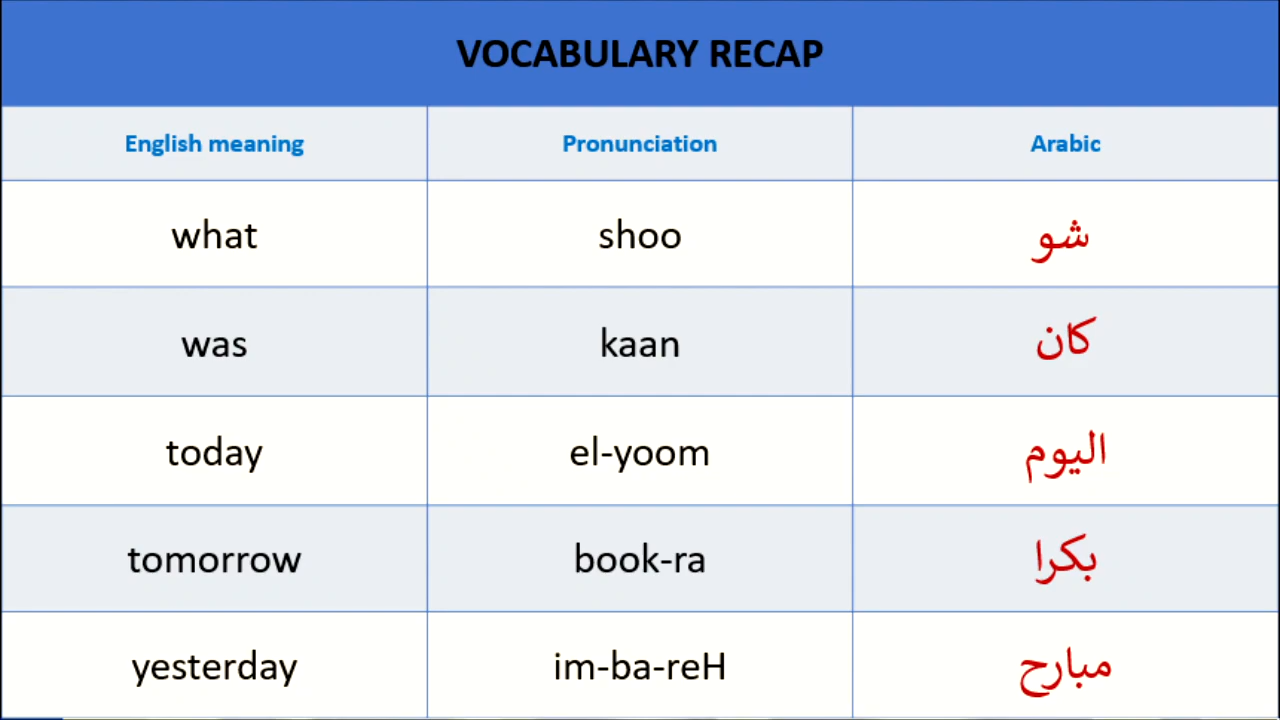 VOCABULARY RECAP
English meaning Pronunciation Arabic
what shoo شو
was kaan كان
today el-yoom اليوم
tomorrow book-ra بكرا
yesterday im-ba-reH مبارح